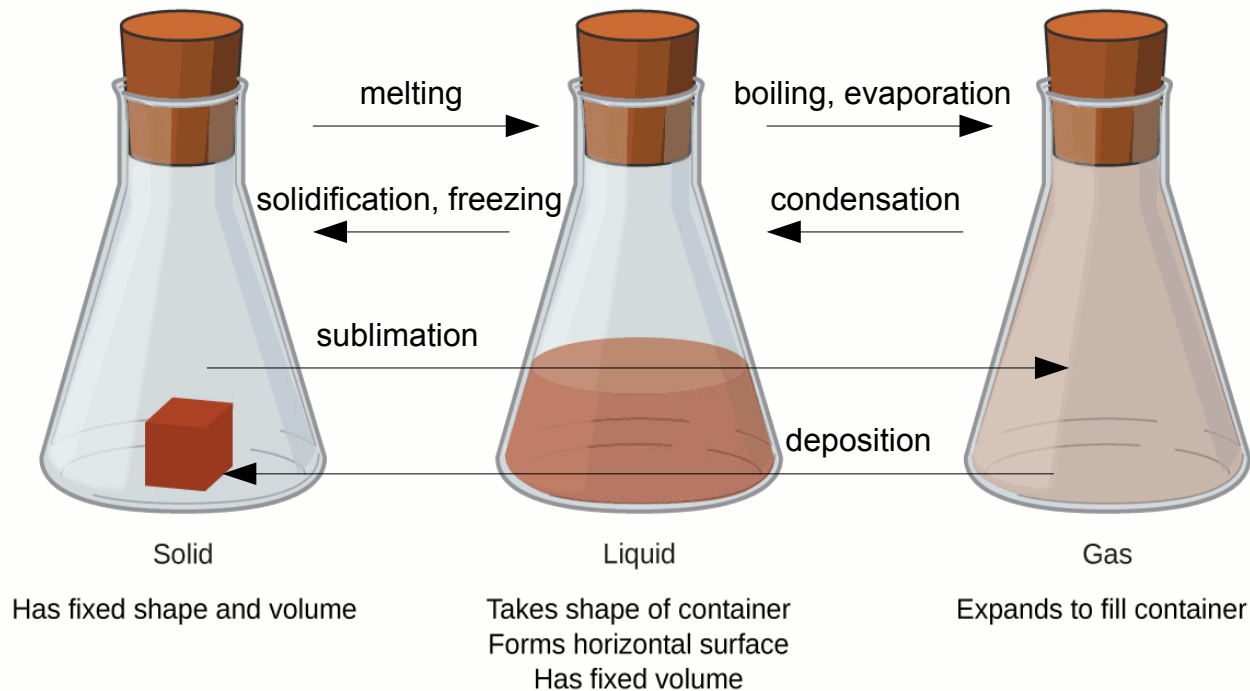 melting
boiling, evaporation
solidification, freezing
condensation
sublimation
deposition
Solid
Liquid
Gas
Has fixed shape and volume
Takes shape of container
Forms horizontal surface
Has fixed volume
Expands to fill container